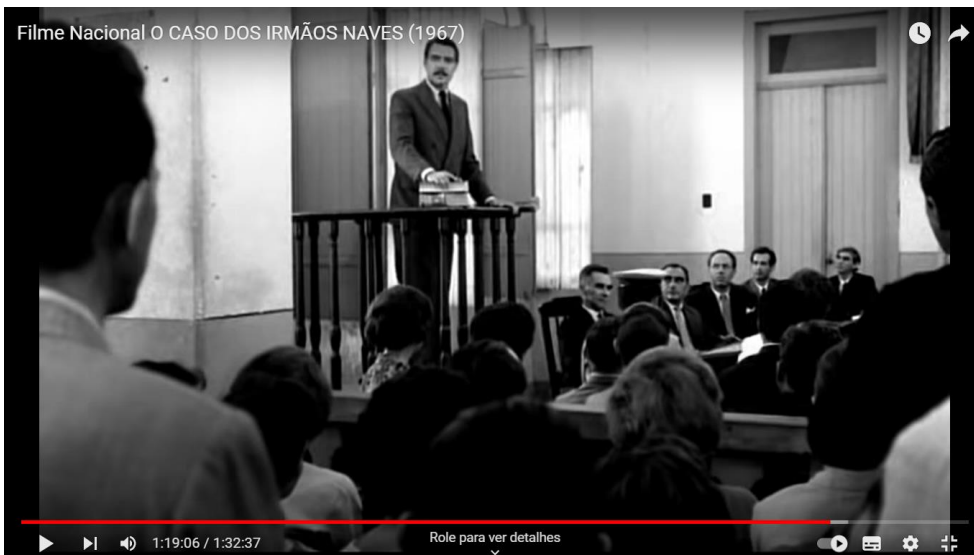 Filme Nacional O CASO DOS IRMÃOS NAVES (1967)
1:19:06 / 1:32:37
Role para ver detalhes